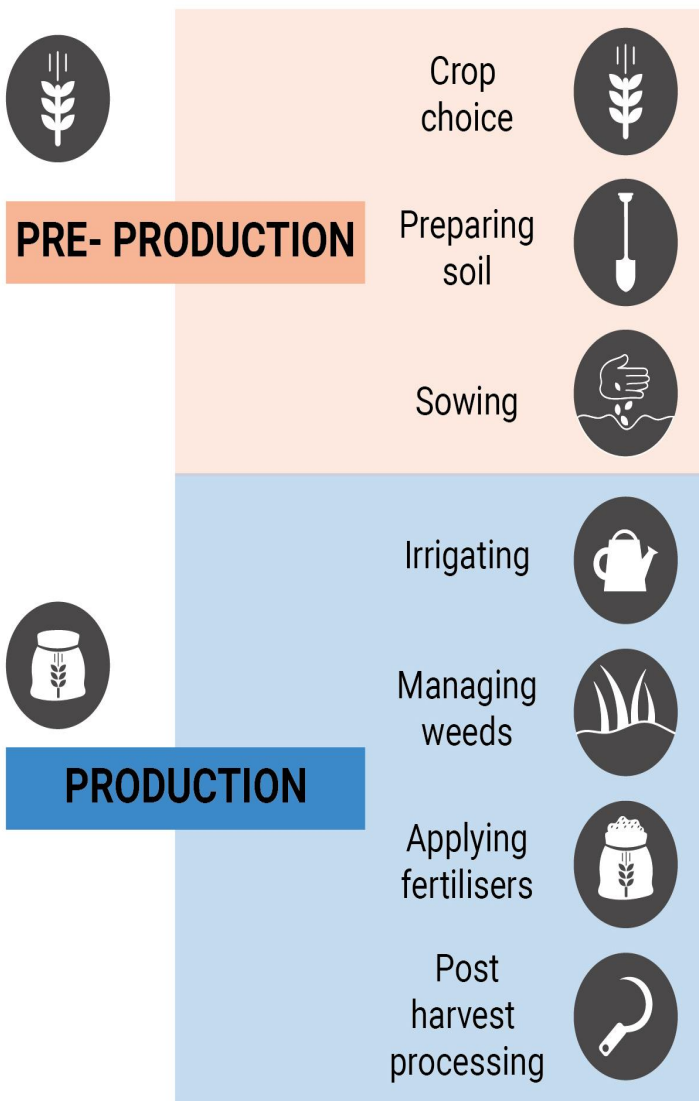 Crop
choice
PRE- PRODUCTION
Preparing
soil
Sowing
Irrigating
Managing
weeds
PRODUCTION
Applying
fertilisers
Post
harvest
processing